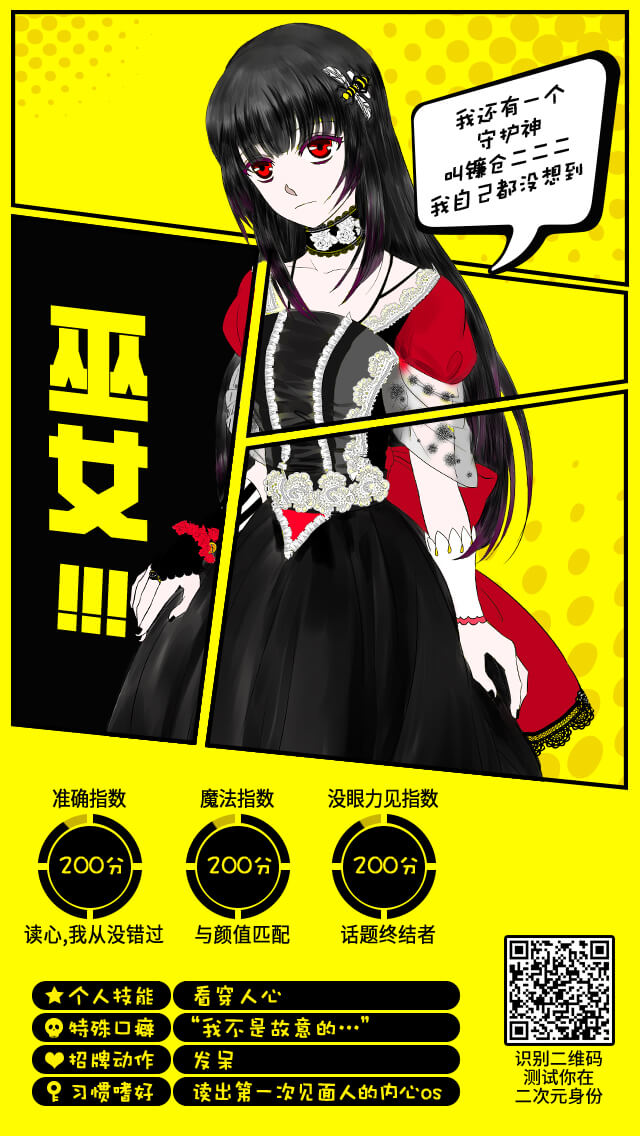 我还有一个
守护神
叫镰仓二二二
我自己都没想到
巫女!!!
准确指数
魔法指数
没眼力见指数
200分
200分
200分
读心,我从没错过
与颜值匹配
话题终结者
个人技能
看穿人心
特殊口癖
“我不是故意的…”
招牌动作
发呆
习惯嗜好
读出第一次见面人的内心os
识别二维码
测试你在
二次元身份